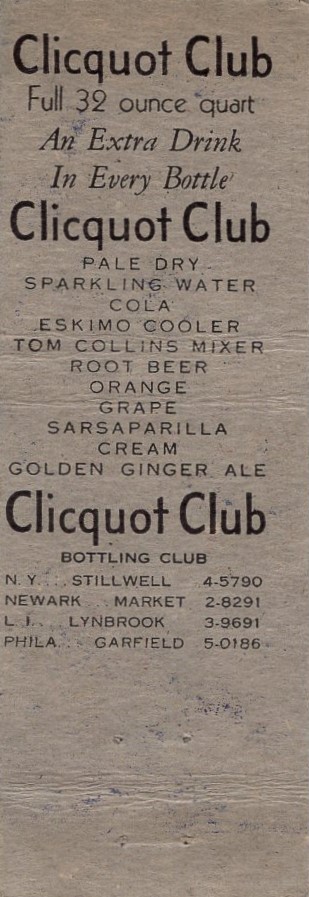 Clicquot Club
Full 32 ounce quart
An Extra Drink
In Every Bottle
Clicquot Club
PALE DRY
SPARKLING WATER
COLA
ESKIMO COOLER
TOM COLLINS MIXER
ROOT BEER
ORANGE
GRAPE
SARSAPARILLA
CREAM
GOLDEN GINGER ALE
Clicquot Club
BOTTLING CLUB
N.Y... STILLWELL 4-5790
NEWARK... MARKET 2-8291
L.I... LYNBROOK 3-9691
PHILA... GARFIELD 5-0186